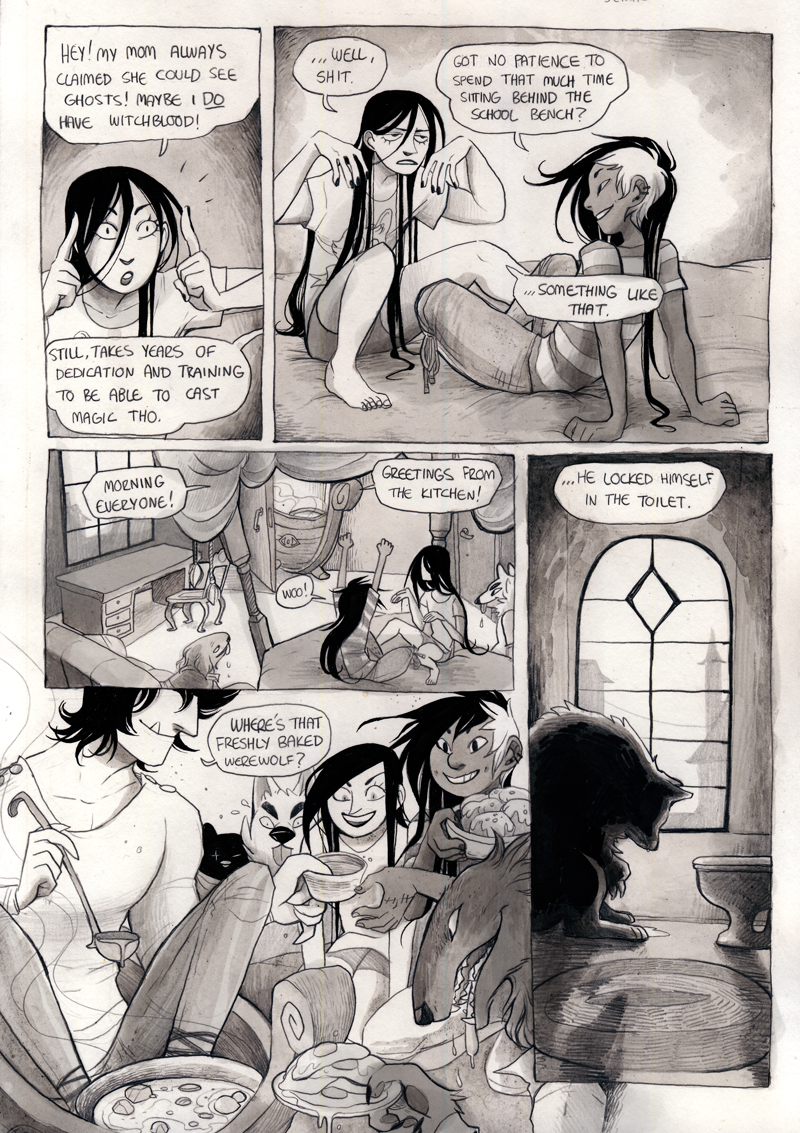 HEY! MY MOM ALWAYS
CLAIMED SHE COULD SEE
GHOSTS! MAYBE I DO
HAVE WITCHBLOOD!
STILL, TAKES YEARS OF
DEDICATION AND TRAINING
TO BE ABLE TO CAST
MAGIC THO.
...WELL,
SHIT.
GOT NO PATIENCE TO
SPEND THAT MUCH TIME
SITING BEHIND THE
SCHOOL BENCH?
...SOMETHING LIKE
THAT.
MORNING
EVERYONE!
GREETINGS FROM
THE KITCHEN!
WOO!
...HE LOCKED HIMSELF
IN THE TOILET.
WHERE'S THAT
FRESHLY BAKED
WEREWOLF?